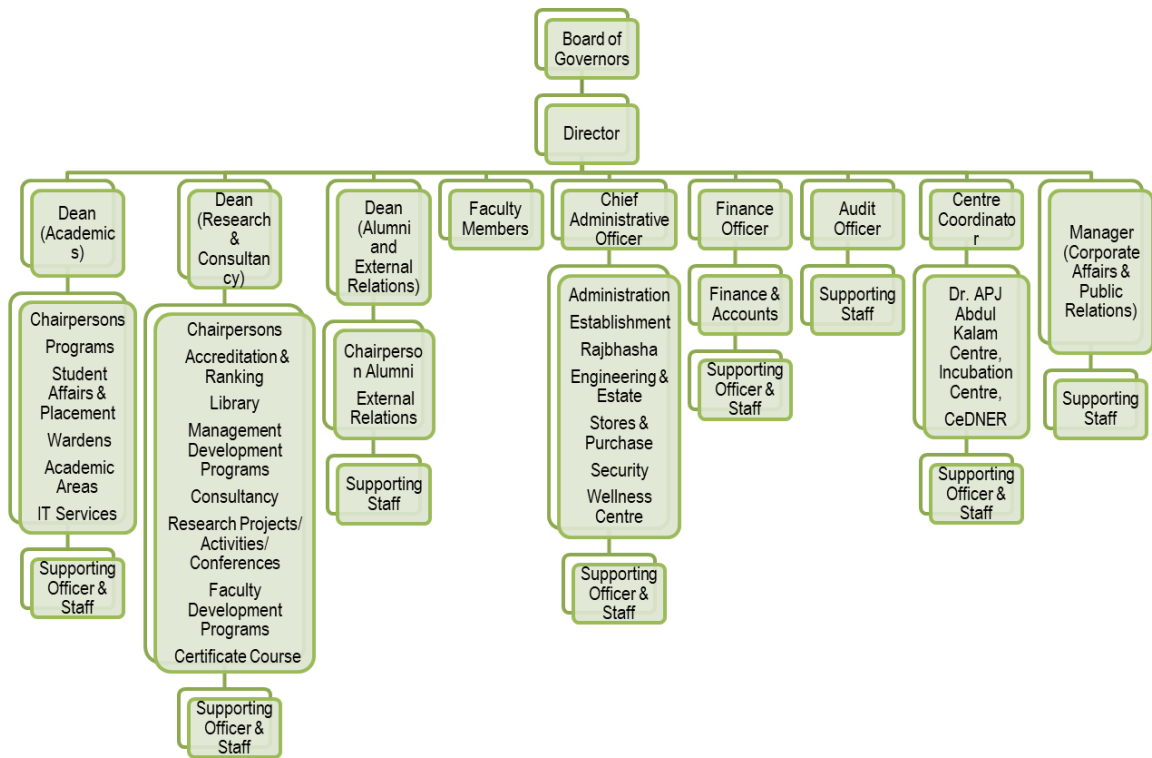 Board of
Governors
Director
Dean
(Academic
s)
Chairpersons
Programs
Student
Affairs &
Placement
Wardens
Academic
Areas
IT Services
Supporting
Officer &
Staff
Dean
(Research
&
Consultan
cy)
Chairpersons
Accreditation &
Ranking
Library
Management
Development
Programs
Consultancy
Research Projects/
Activities/
Conferences
Faculty
Development
Programs
Certificate Course
Supporting
Officer &
Staff
Dean
(Alumni
and
External
Relations)
Chairperso
n Alumni
External
Relations
Supporting
Staff
Faculty
Members
Chief
Administrative
Officer
Administration
Establishment
Rajbhasha
Engineering &
Estate
Stores &
Purchase
Security
Wellness
Centre
Supporting
Officer &
Staff
Finance
Officer
Finance &
Accounts
Supporting
Officer &
Staff
Audit
Officer
Supporting
Staff
Centre
Coordinato
r
Dr. APJ
Abdul
Kalam
Centre,
Incubation
Centre,
CeDNER
Supporting
Officer &
Staff
Manager
(Corporate
Affairs &
Public
Relations)
Supporting
Staff